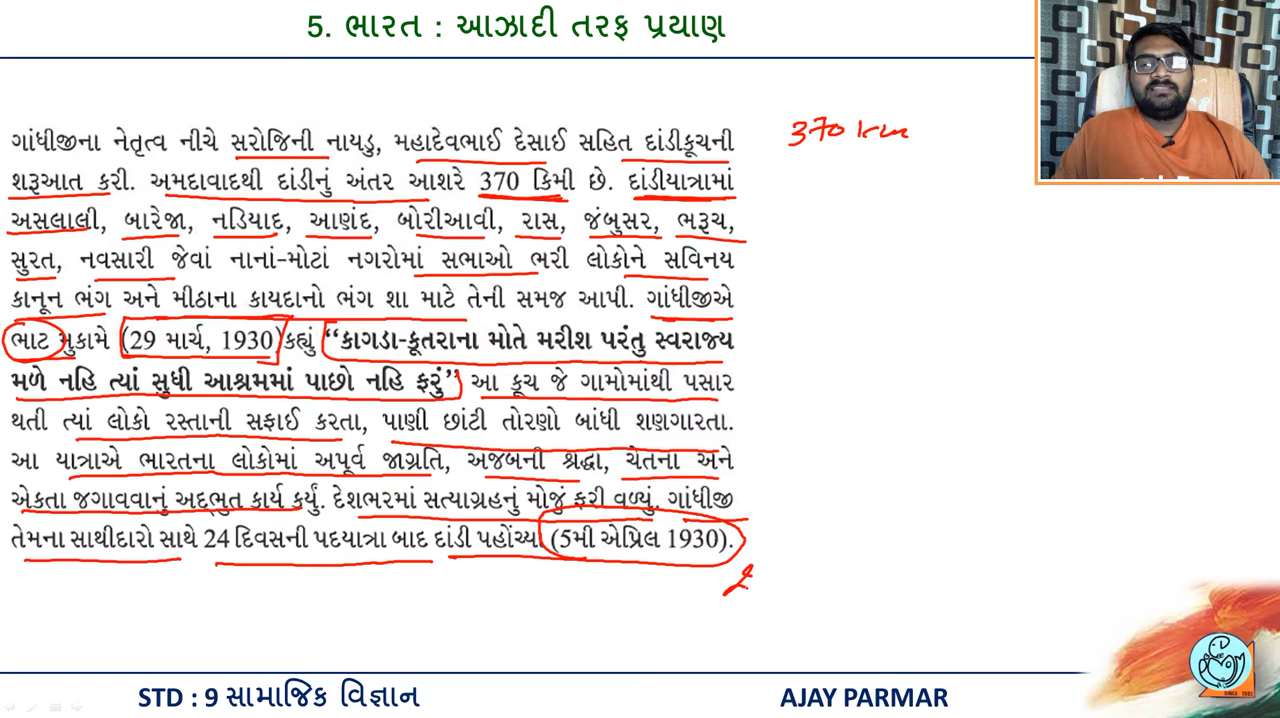 5. ભારત : આઝાદી તરફ પ્રયાણ
370 km
ગાંધીજીના નેતૃત્વ નીચે સરોજિની નાયડુ, મહાદેવભાઈ દેસાઈ સહિત દાંડીકૂચની
શરૂઆત કરી. અમદાવાદથી દાંડીનું અંતર આશરે 370 કિમી છે. દાંડીયાત્રામાં
અસલાલી, બારેજા, નડિયાદ, આણંદ, બોરીઆવી, રાસ, જંબુસર, ભરૂચ,
સુરત, નવસારી જેવાં નાનાં-મોટાં નગરોમાં સભાઓ ભરી લોકોને સવિનય
કાનૂન ભંગ અને મીઠાના કાયદાનો ભંગ શા માટે તેની સમજ આપી. ગાંધીજીએ
ભાટ મુકામે (29 માર્ચ, 1930) કહ્યું “કાગડા-કૂતરાના મોતે મરીશ પરંતુ સ્વરાજ્ય
મળે નહિ ત્યાં સુધી આશ્રમમાં પાછો નહિ ફરું” આ કૂચ જે ગામોમાંથી પસાર
થતી ત્યાં લોકો રસ્તાની સફાઈ કરતા, પાણી છાંટી તોરણો બાંધી શણગારતા.
આ યાત્રાએ ભારતના લોકોમાં અપૂર્વ જાગ્રતિ, અજબની શ્રદ્ધા, ચેતના અને
એકતા જગાવવાનું અદ્ભુત કાર્ય કર્યું. દેશભરમાં સત્યાગ્રહનું મોજું ફરી વળ્યું. ગાંધીજી
તેમના સાથીદારો સાથે 24 દિવસની પદયાત્રા બાદ દાંડી પહોંચ્યા (5મી એપ્રિલ 1930).
STD : 9 સામાજિક વિજ્ઞાન
AJAY PARMAR
SINCE - 2002